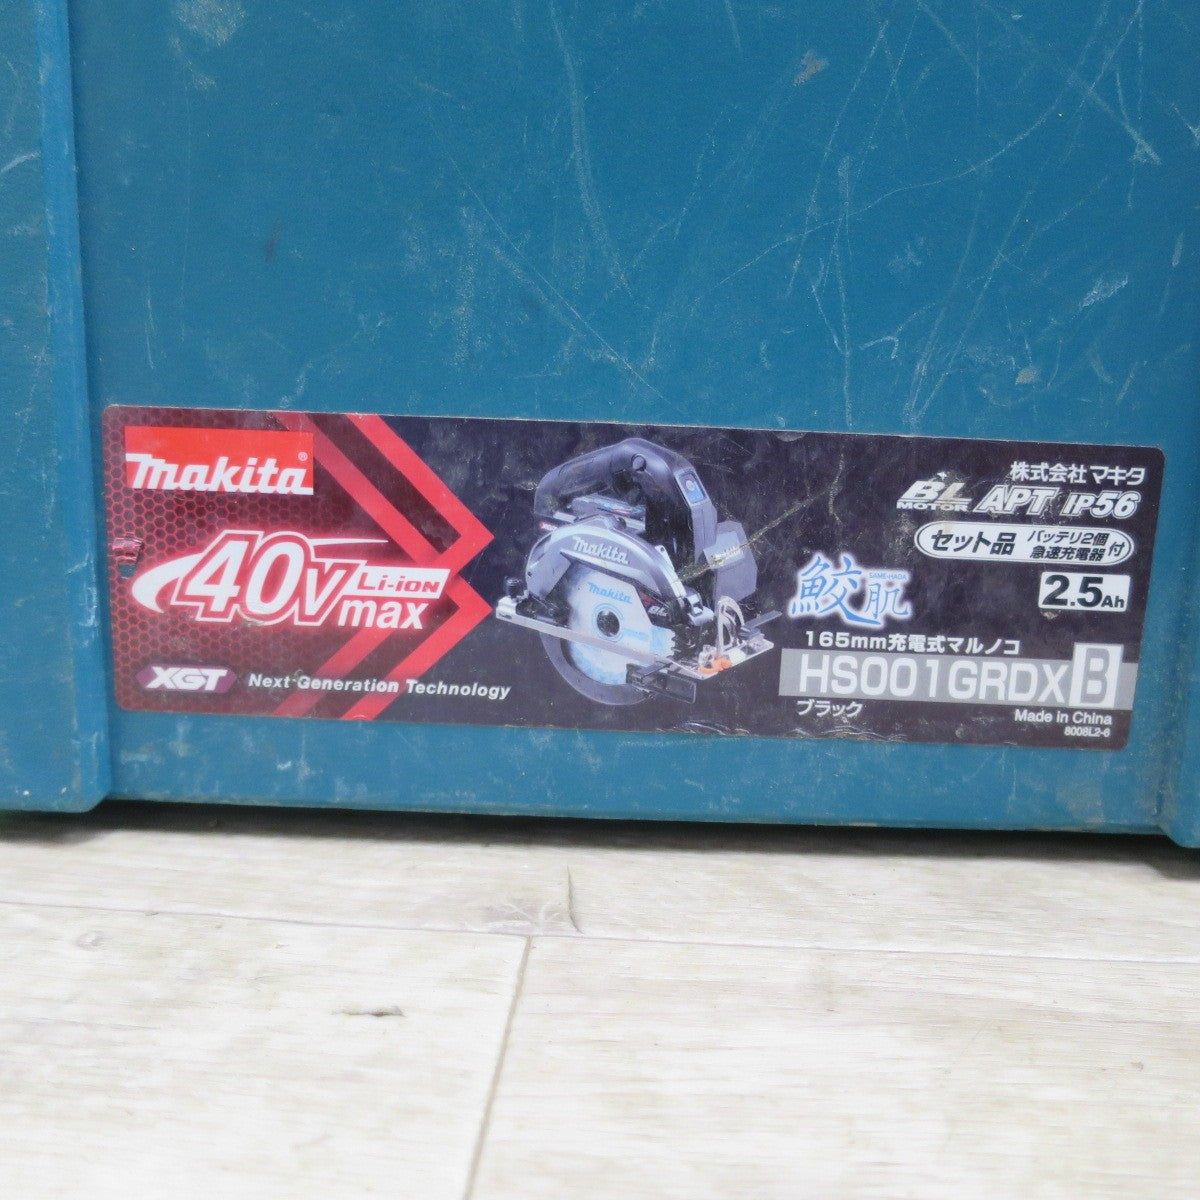 makita®
40Vmax Li-ion
XGT Next Generation Technology
makita
makita
鮫肌
SAME-HADA
株式会社 マキタ
BL MOTOR APT IP56
セット品 バッテリ2個 急速充電器 付
2.5Ah
165mm充電式マルノコ
HS001GRDX B
ブラック
Made in China
8008L2-6